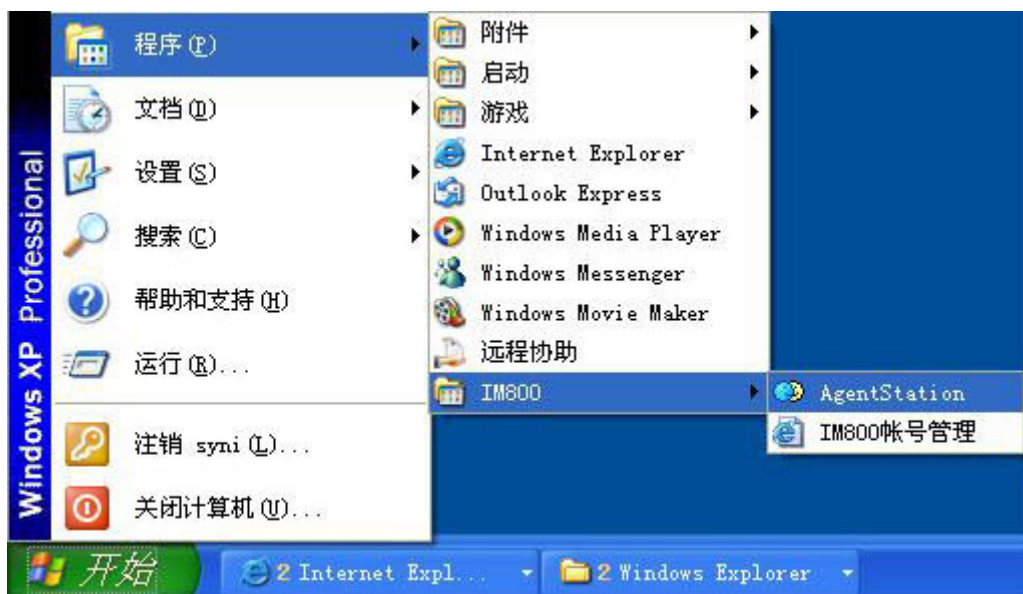 Windows XP Professional
程序(P)
文档(D)
设置(S)
搜索(C)
帮助和支持(H)
运行(R)...
注销 syni(L)...
关闭计算机(U)...
附件
启动
游戏
Internet Explorer
Outlook Express
Windows Media Player
Windows Messenger
Windows Movie Maker
远程协助
IM800
AgentStation
IM800帐号管理
开始
2 Internet Expl...
2 Windows Explorer